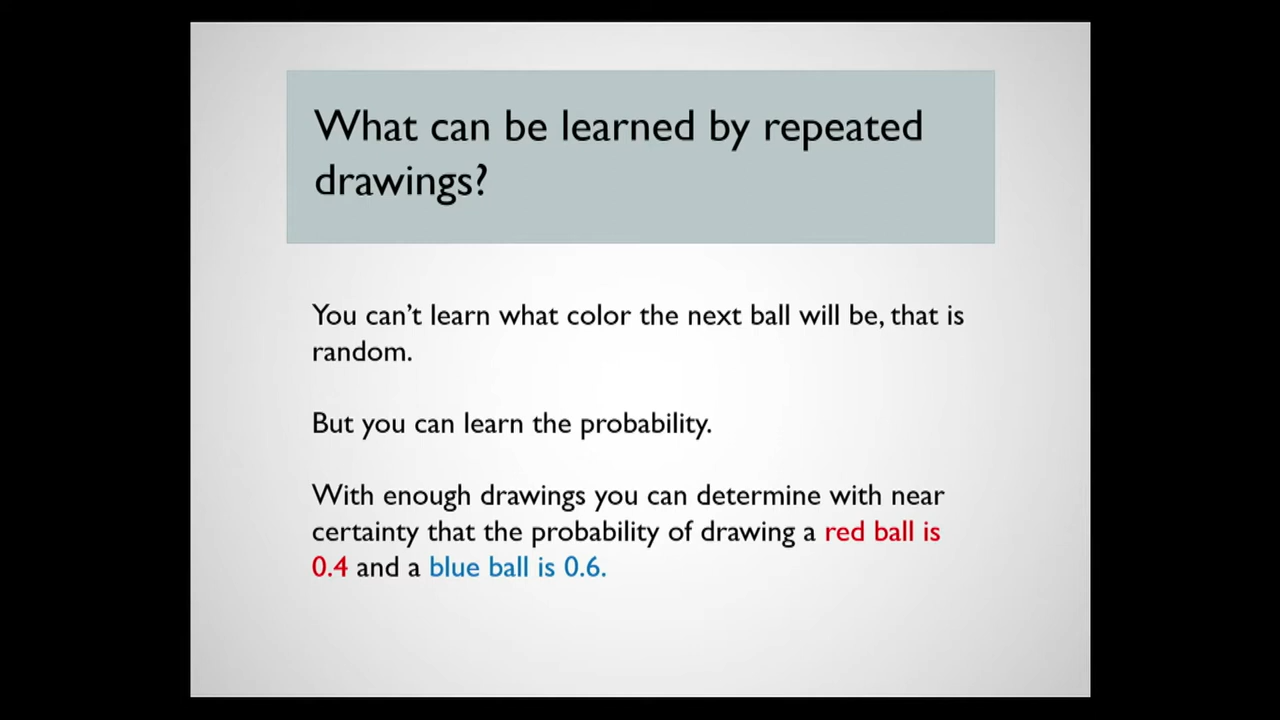 What can be learned by repeated
drawings?
You can’t learn what color the next ball will be, that is
random.
But you can learn the probability.
With enough drawings you can determine with near
certainty that the probability of drawing a red ball is
0.4 and a blue ball is 0.6.